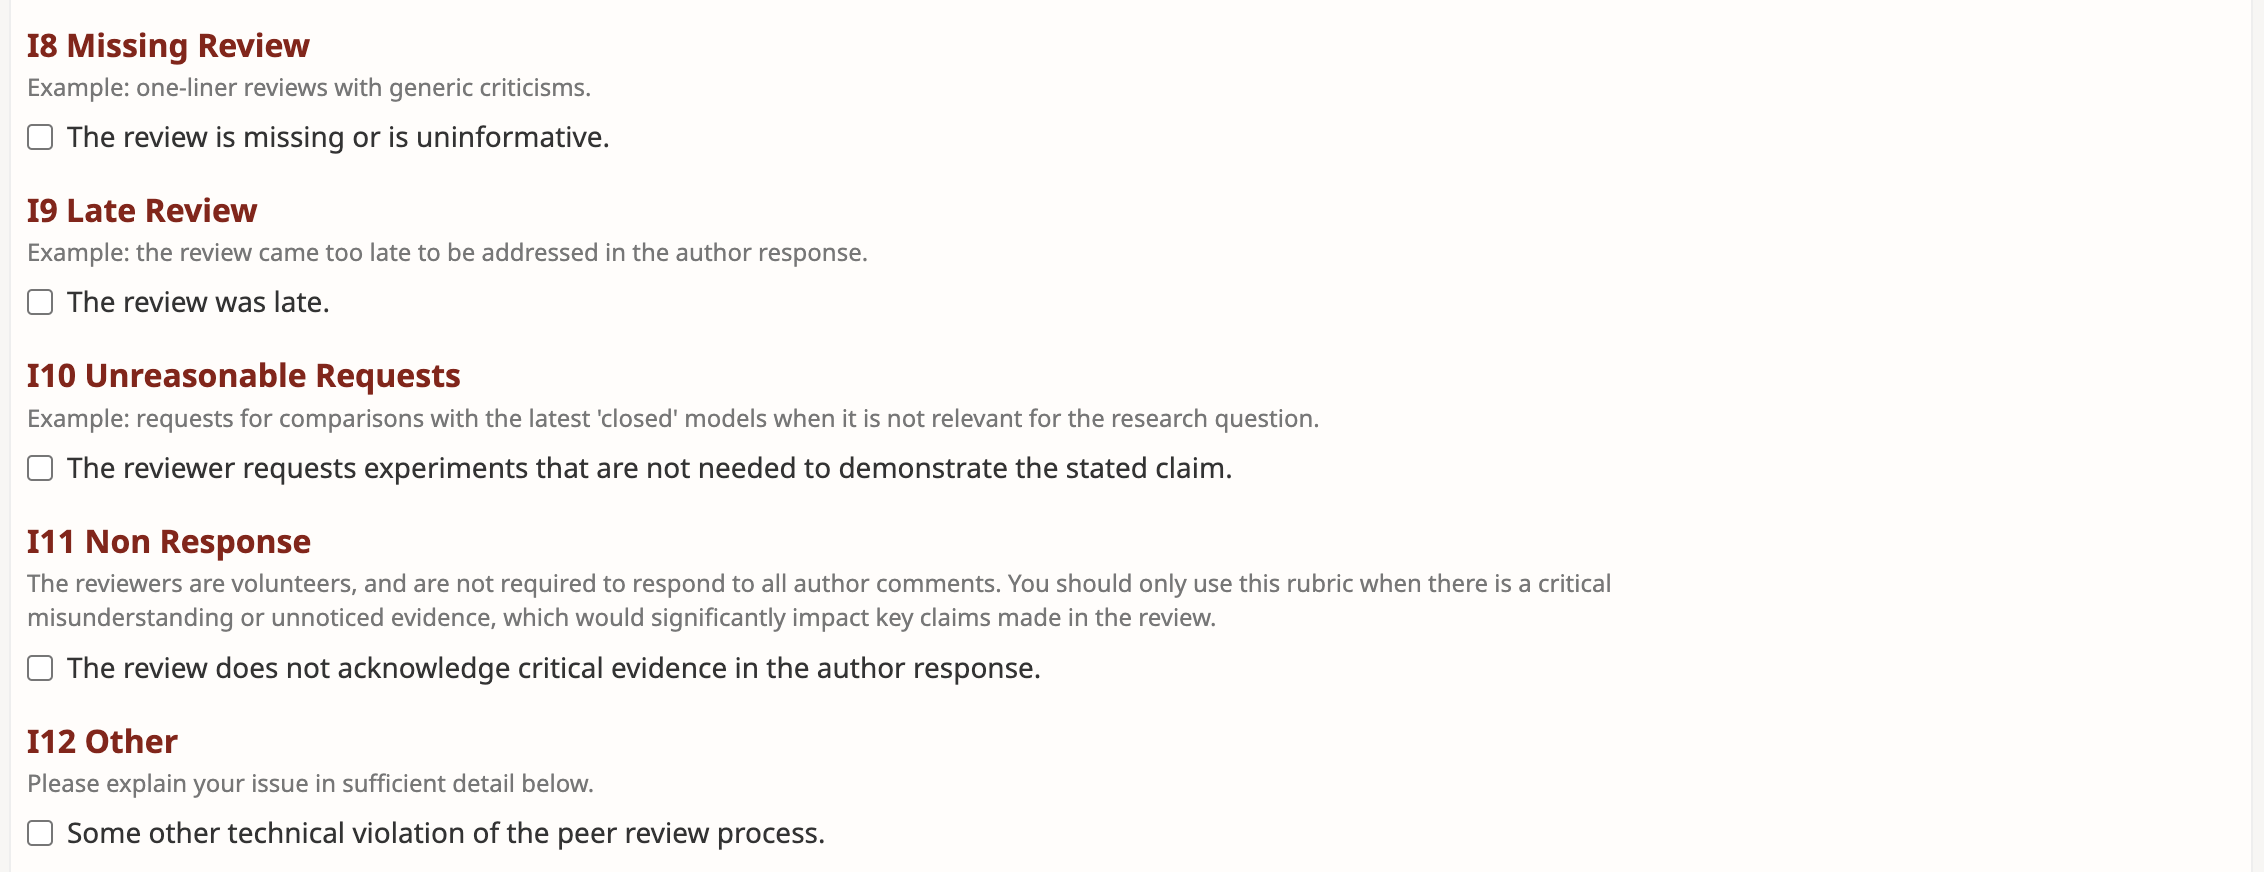 I8 Missing Review
Example: one-liner reviews with generic criticisms.
The review is missing or is uninformative.
I9 Late Review
Example: the review came too late to be addressed in the author response.
The review was late.
I10 Unreasonable Requests
Example: requests for comparisons with the latest 'closed' models when it is not relevant for the research question.
The reviewer requests experiments that are not needed to demonstrate the stated claim.
I11 Non Response
The reviewers are volunteers, and are not required to respond to all author comments. You should only use this rubric when there is a critical
misunderstanding or unnoticed evidence, which would significantly impact key claims made in the review.
The review does not acknowledge critical evidence in the author response.
I12 Other
Please explain your issue in sufficient detail below.
Some other technical violation of the peer review process.